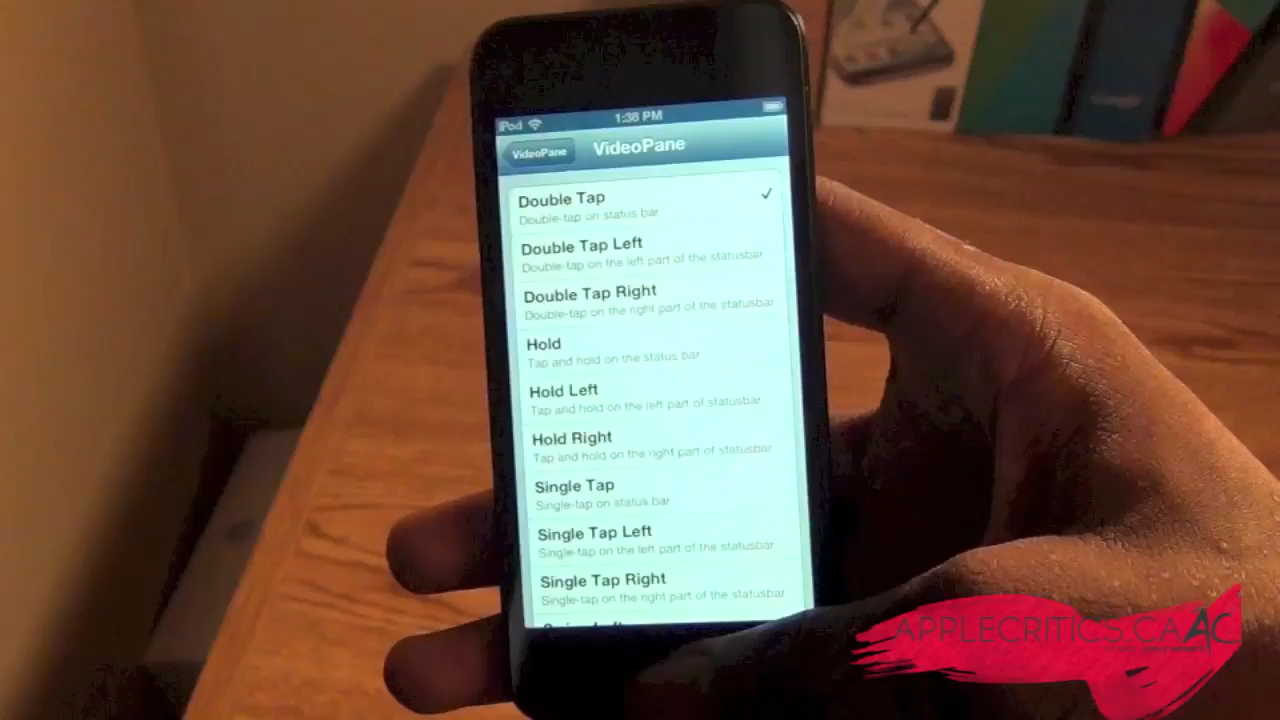 iPod 1:38 PM
VideoPane VideoPane
Double Tap
Double-tap on status bar
Double Tap Left
Double-tap on the left part of the statusbar
Double Tap Right
Double-tap on the right part of the statusbar
Hold
Tap and hold on the status bar
Hold Left
Tap and hold on the left part of statusbar
Hold Right
Tap and hold on the right part of the statusbar
Single Tap
Single-tap on status bar
Single Tap Left
Single-tap on the left part of the statusbar
Single Tap Right
Single-tap on the right part of the statusbar
APPLECRITICS.CA AC